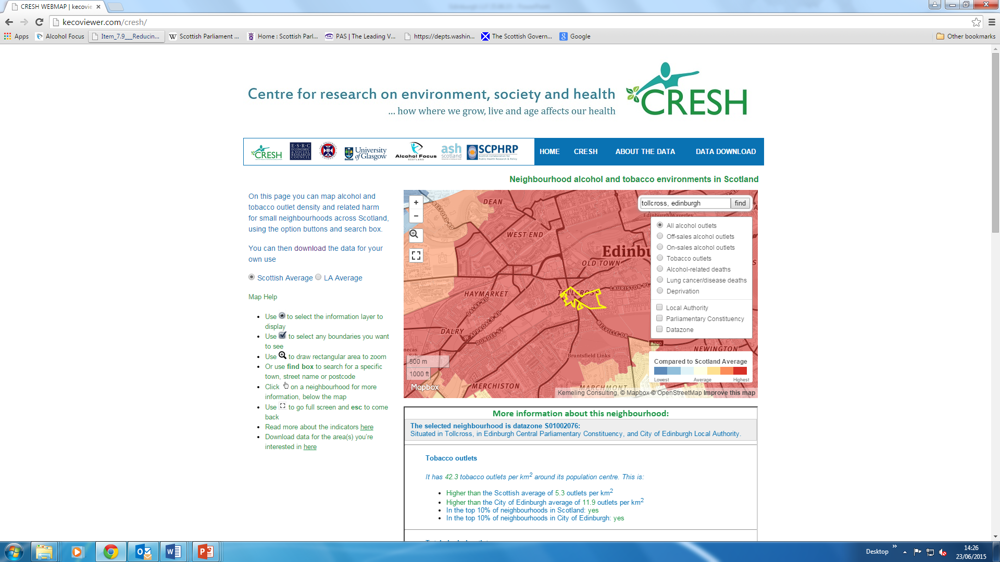 CRESH WEBMAP | kecovie
kecoviewer.com/cresh/
Apps
Alcohol Focus
Item_7.9___Reducin...
Scottish Parliament ...
Home : Scottish Parl...
PAS | The Leading V...
https://depts.washin...
The Scottish Govern...
Google
Other bookmarks
Centre for research on environment, society and health
... how where we grow, live and age affects our health
CRESH
CRESH
E·S·R·C
ECONOMIC
& SOCIAL
RESEARCH
COUNCIL
University
of Glasgow
Alcohol Focus
SCOTLAND
ash
scotland
SCPHRP
Scottish Collaboration for
Public Health Research & Policy
HOME
CRESH
ABOUT THE DATA
DATA DOWNLOAD
Neighbourhood alcohol and tobacco environments in Scotland
On this page you can map alcohol and
tobacco outlet density and related harm
for small neighbourhoods across Scotland,
using the option buttons and search box.
You can then download the data for your
own use
Scottish Average
LA Average
Map Help
Use to select the information layer to
display
Use to select any boundaries you want
to see
Use to draw rectangular area to zoom
Or use find box to search for a specific
town, street name or postcode
Click on a neighbourhood for more
information, below the map
Use to go full screen and esc to come
back
Read more about the indicators here
Download data for the area(s) you're
interested in here
+
−
DEAN
BELFORD RD
WEST END
Edinburgh Waverley
Edinbu
OLD TOWN
TOLLCROSS
LAURISTON PL
HAYMARKET
DALRY RD
W APPROACH RD
DUNDEE ST
DALRY
MELVILLE DR
A700
NEWINGTON
Bruntsfield Links
MERCHISTON
MARCHMONT
500 m
1000 ft
Mapbox
tollcross, edinburgh
find
All alcohol outlets
Off-sales alcohol outlets
On-sales alcohol outlets
Tobacco outlets
Alcohol-related deaths
Lung cancer/disease deaths
Deprivation
Local Authority
Parliamentary Constituency
Datazone
Compared to Scotland Average
Lowest Average Highest
Kemeling Consulting, © Mapbox © OpenStreetMap Improve this map
More information about this neighbourhood:
The selected neighbourhood is datazone S01002076:
Situated in Tollcross, in Edinburgh Central Parliamentary Constituency, and City of Edinburgh Local Authority.
Tobacco outlets
It has 42.3 tobacco outlets per km2 around its population centre. This is:
Higher than the Scottish average of 5.3 outlets per km2
Higher than the City of Edinburgh average of 11.9 outlets per km2
In the top 10% of neighbourhoods in Scotland: yes
In the top 10% of neighbourhoods in City of Edinburgh: yes
Desktop
14:26
23/06/2015